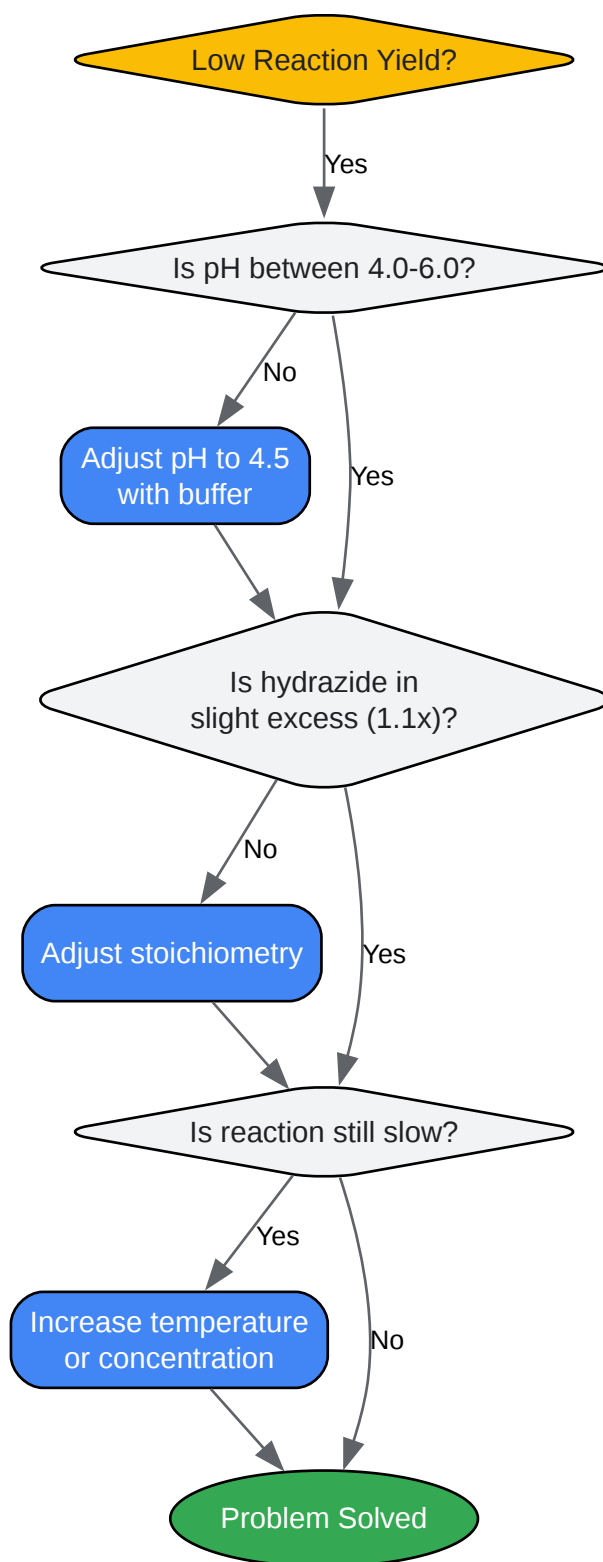 Low Reaction Yield?
Yes
Is pH between 4.0-6.0?
No
Adjust pH to 4.5
with buffer
Yes
Is hydrazide in
slight excess (1.1x)?
No
Adjust stoichiometry
Yes
Is reaction still slow?
Yes
Increase temperature
or concentration
No
Problem Solved